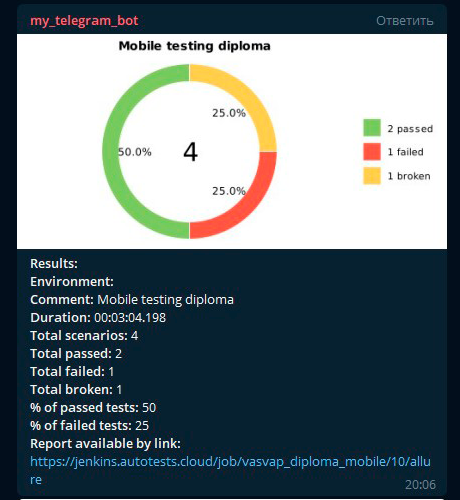 my_telegram_bot Ответить
Mobile testing diploma
25.0%
2 passed
50.0% 4
1 failed
1 broken
25.0%
Results:
Environment:
Comment: Mobile testing diploma
Duration: 00:03:04.198
Total scenarios: 4
Total passed: 2
Total failed: 1
Total broken: 1
% of passed tests: 50
% of failed tests: 25
Report available by link:
https://jenkins.autotests.cloud/job/vasvap_diploma_mobile/10/allu
re
20:06